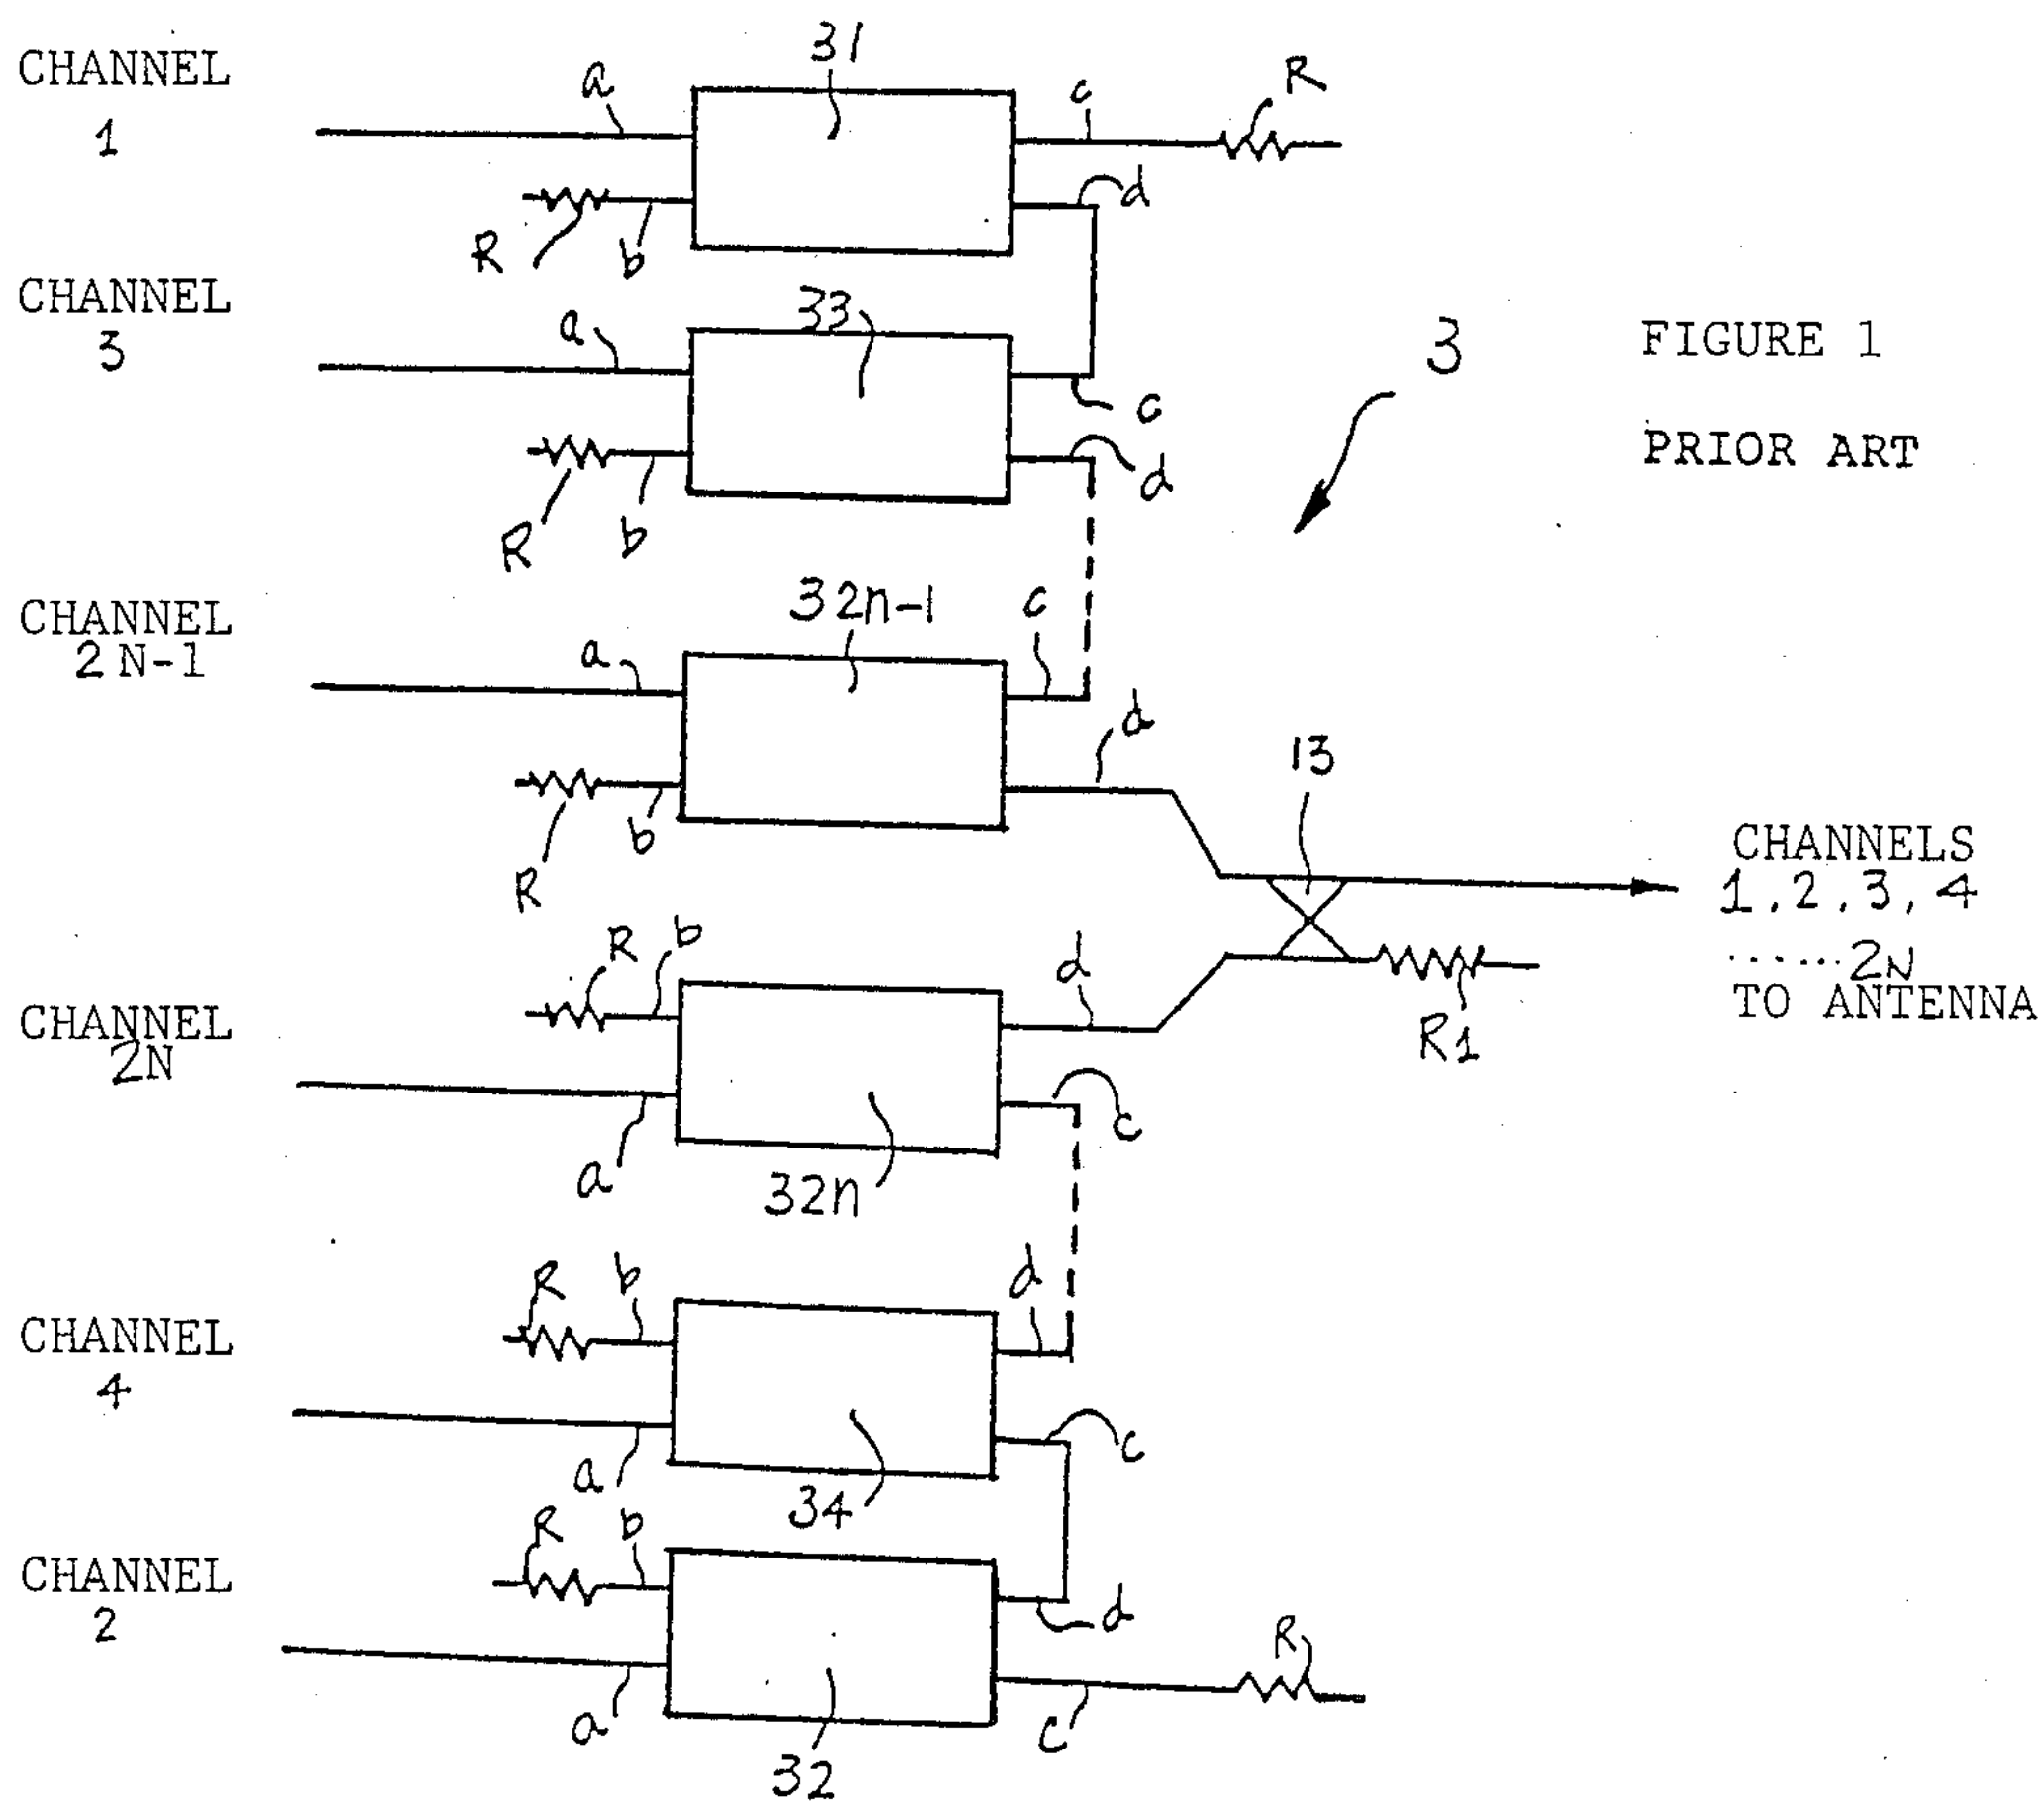 CHANNEL
1
a
31
c
R
R
b
d
CHANNEL
3
a
33
c
R
b
d
3
FIGURE 1
PRIOR ART
CHANNEL
2N-1
a
32n-1
c
R
b
d
13
CHANNELS
1, 2, 3, 4
......2N
TO ANTENNA
R1
CHANNEL
2N
R
b
d
a
32n
c
CHANNEL
4
R
b
d
a
34
c
CHANNEL
2
R
b
d
a
32
c
R